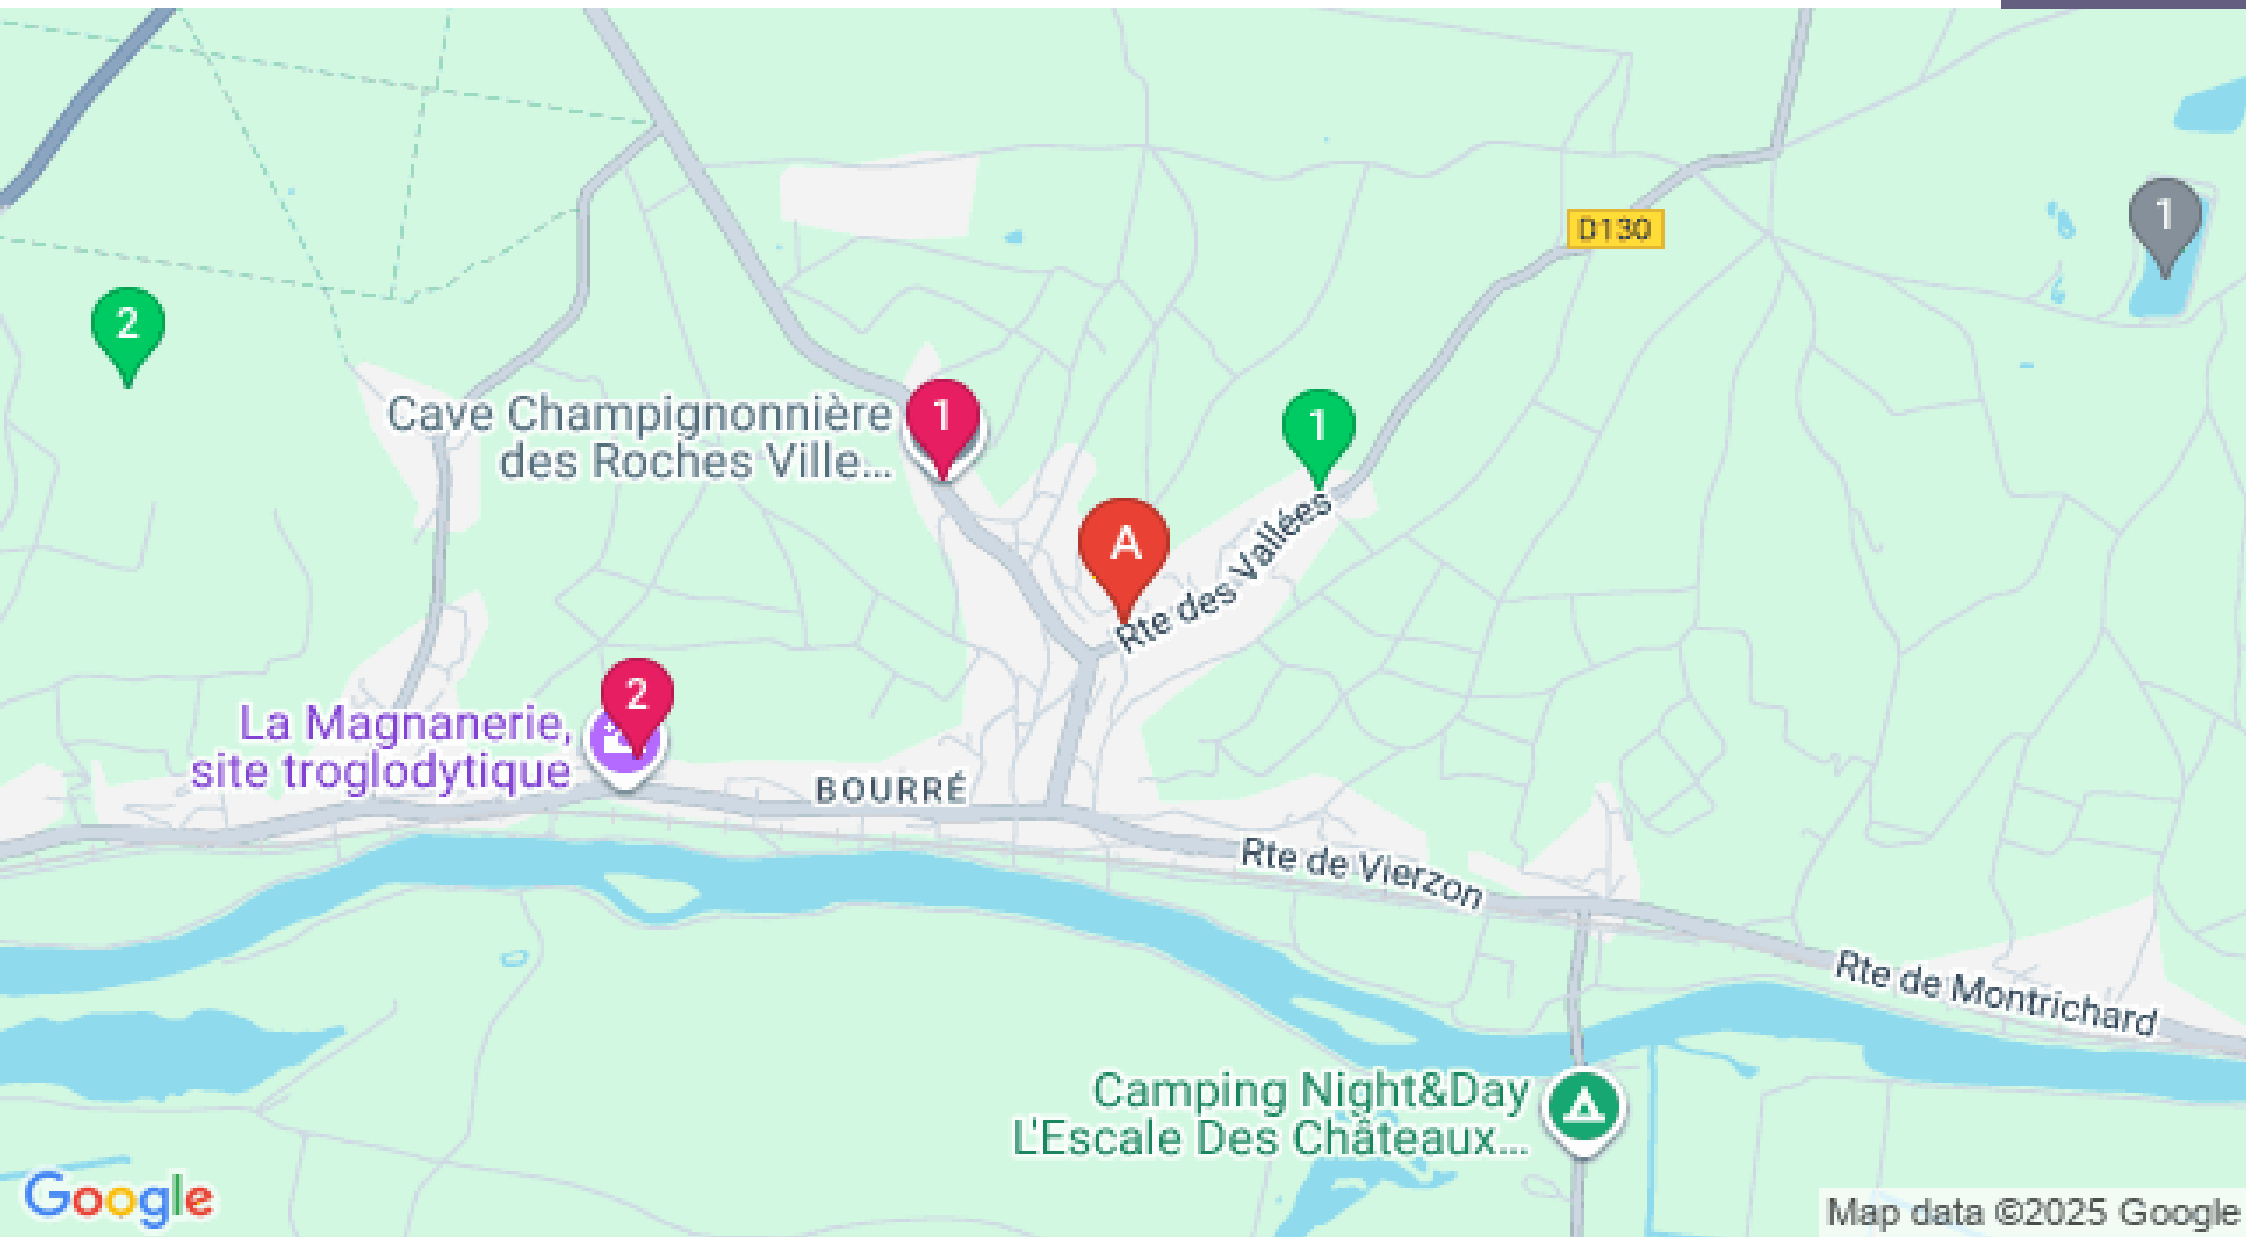 D130
1
2
Cave Champignonnière
des Roches Ville...
1
1
A
Rte des Vallées
2
La Magnanerie,
site troglodytique
BOURRÉ
Rte de Vierzon
Rte de Montrichard
Camping Night&Day
L'Escale Des Châteaux...
Google
Map data ©2025 Google